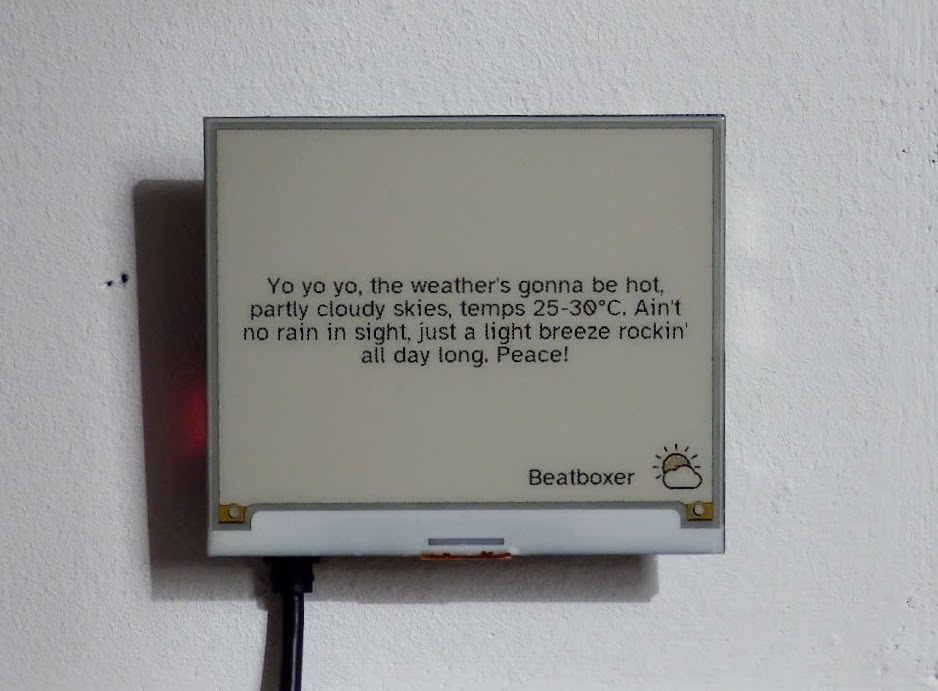 Yo yo yo, the weather's gonna be hot,
partly cloudy skies, temps 25-30°C. Ain't
no rain in sight, just a light breeze rockin'
all day long. Peace!
Beatboxer